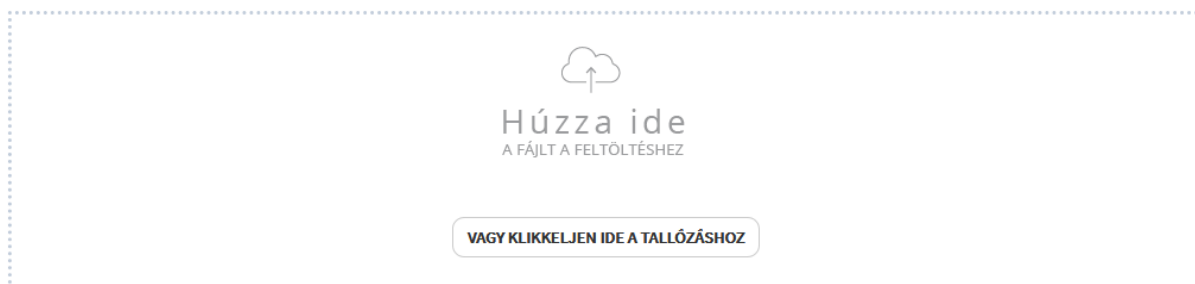 Húzza ide
A FÁJLT A FELTÖLTÉSHEZ
VAGY KLIKKELJEN IDE A TALLÓZÁSHOZ